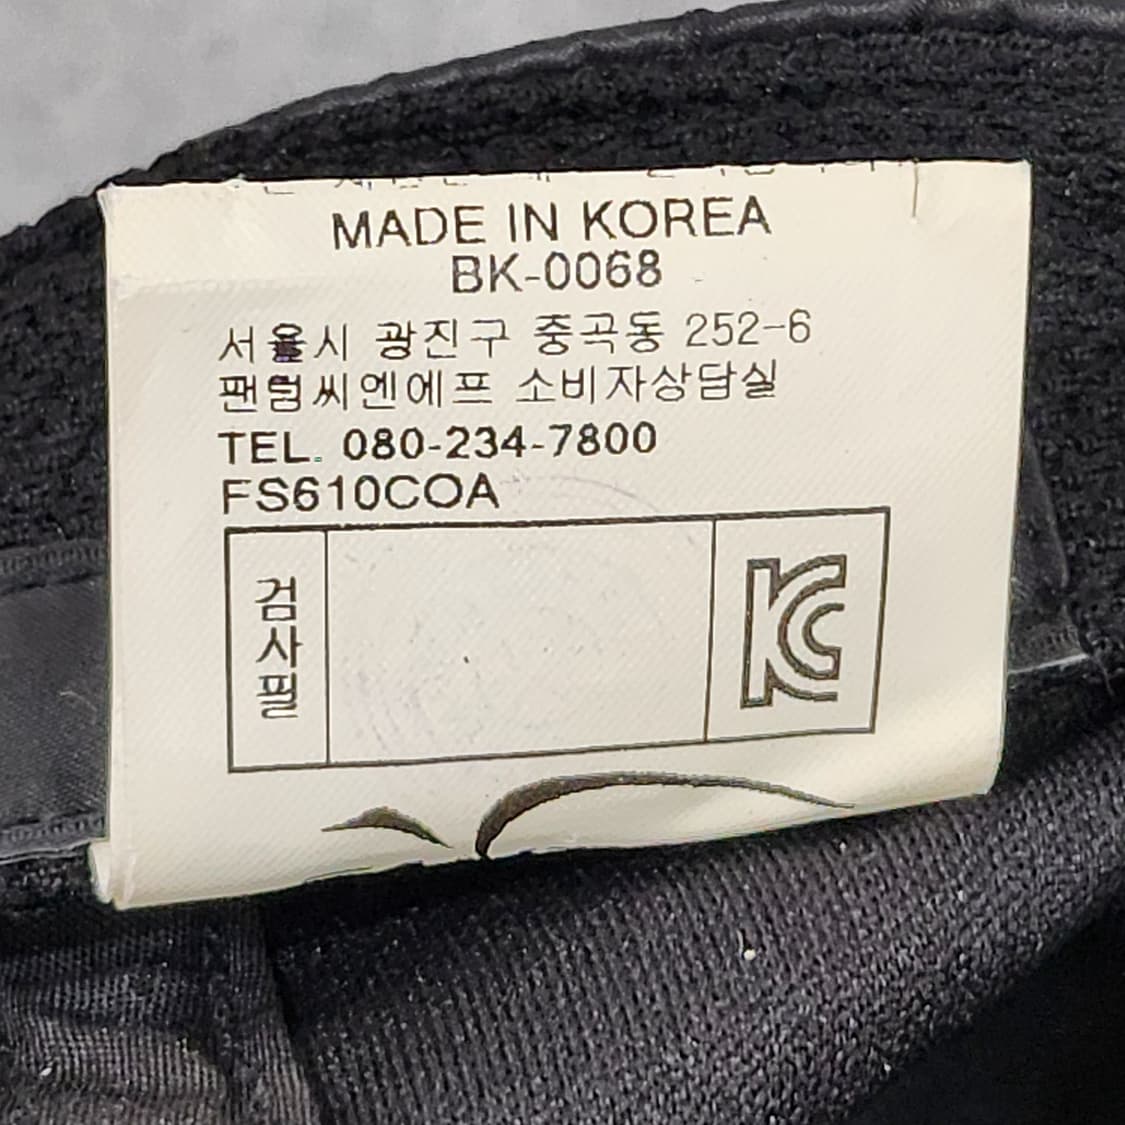 MADE IN KOREA
BK-0068
서울시 광진구 중곡동 252-6
팬텀씨엔에프 소비자상담실
TEL. 080-234-7800
FS610COA
검사필
KC